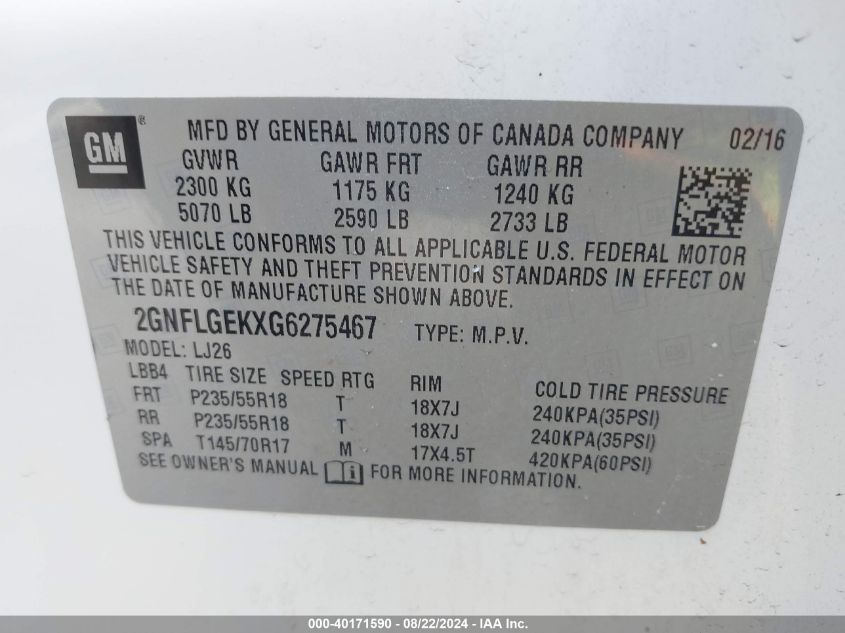 GM®
MFD BY GENERAL MOTORS OF CANADA COMPANY 02/16
GVWR GAWR FRT GAWR RR
2300 KG 1175 KG 1240 KG
5070 LB 2590 LB 2733 LB
THIS VEHICLE CONFORMS TO ALL APPLICABLE U.S. FEDERAL MOTOR
VEHICLE SAFETY AND THEFT PREVENTION STANDARDS IN EFFECT ON
THE DATE OF MANUFACTURE SHOWN ABOVE.
2GNFLGEKXG6275467 TYPE: M.P.V.
MODEL: LJ26
LBB4 TIRE SIZE SPEED RTG RIM COLD TIRE PRESSURE
FRT P235/55R18 T 18X7J 240KPA(35PSI)
RR P235/55R18 T 18X7J 240KPA(35PSI)
SPA T145/70R17 M 17X4.5T 420KPA(60PSI)
SEE OWNER'S MANUAL i FOR MORE INFORMATION.
000-40171590 - 08/22/2024 - IAA, Inc.